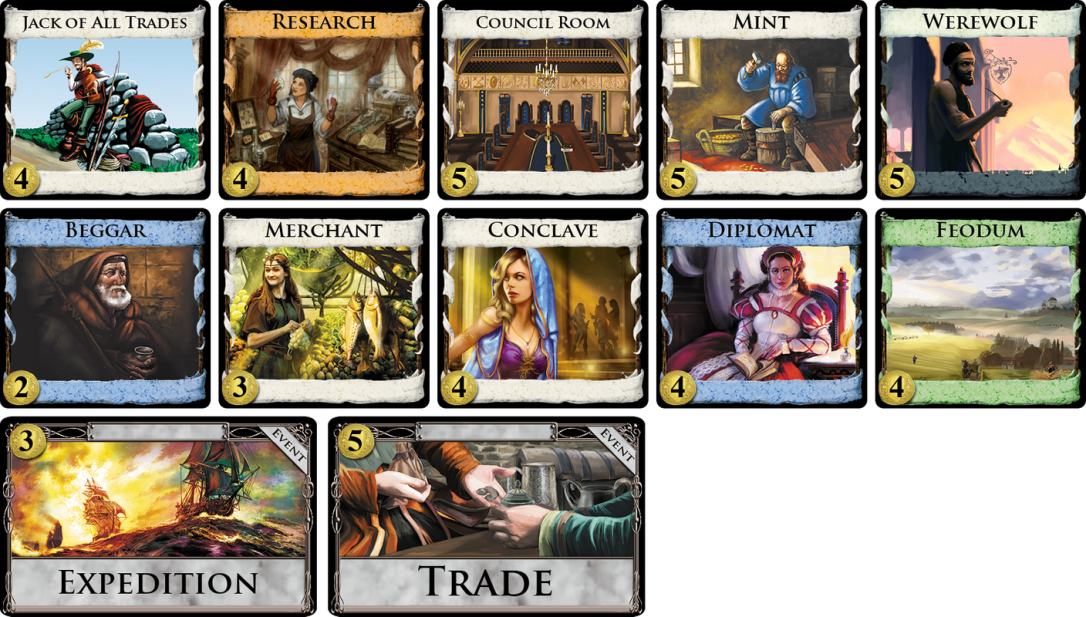 Jack of All Trades
Research
Council Room
Mint
Werewolf
4
4
5
5
5
Beggar
Merchant
Conclave
Diplomat
Feodum
2
3
4
4
4
3
Event
5
Event
Expedition
Trade